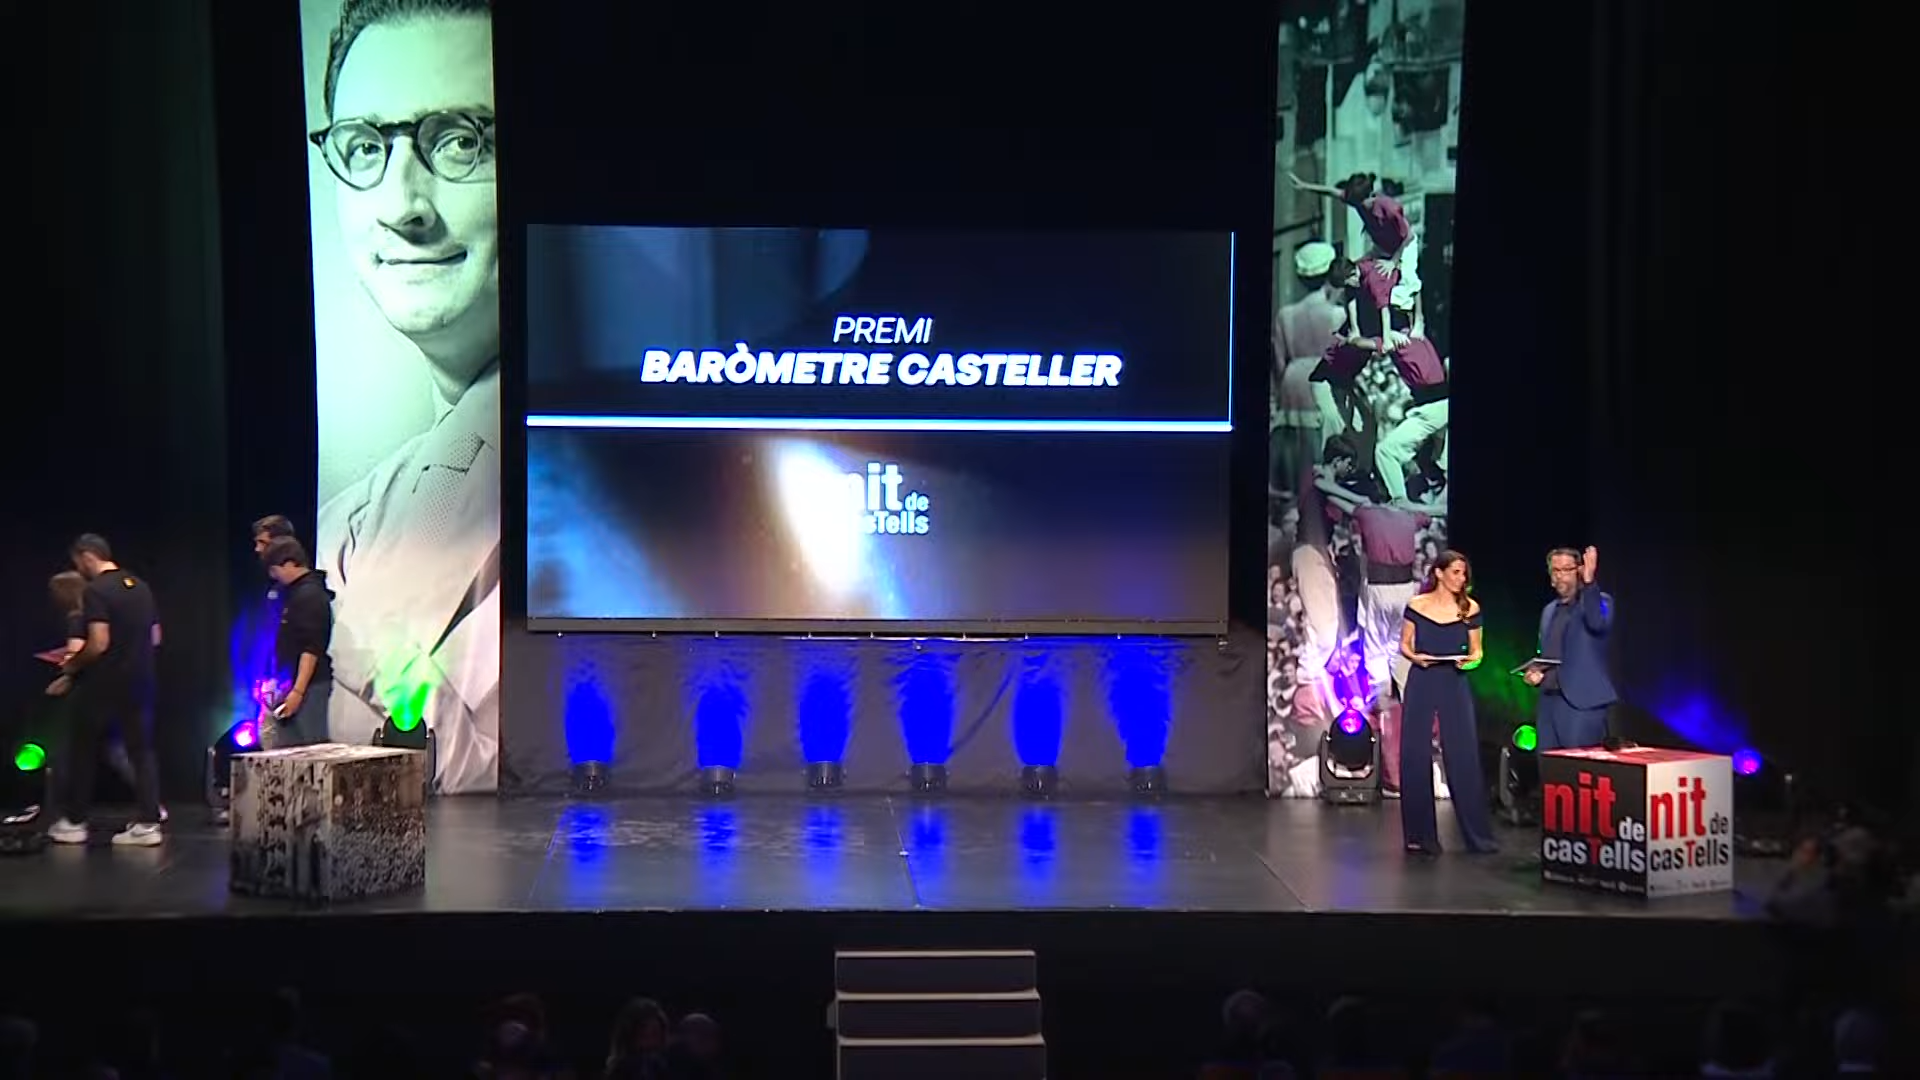 PREMI
BARÒMETRE CASTELLER
nit
de
casTells
nit de
casTells
nit de
casTells